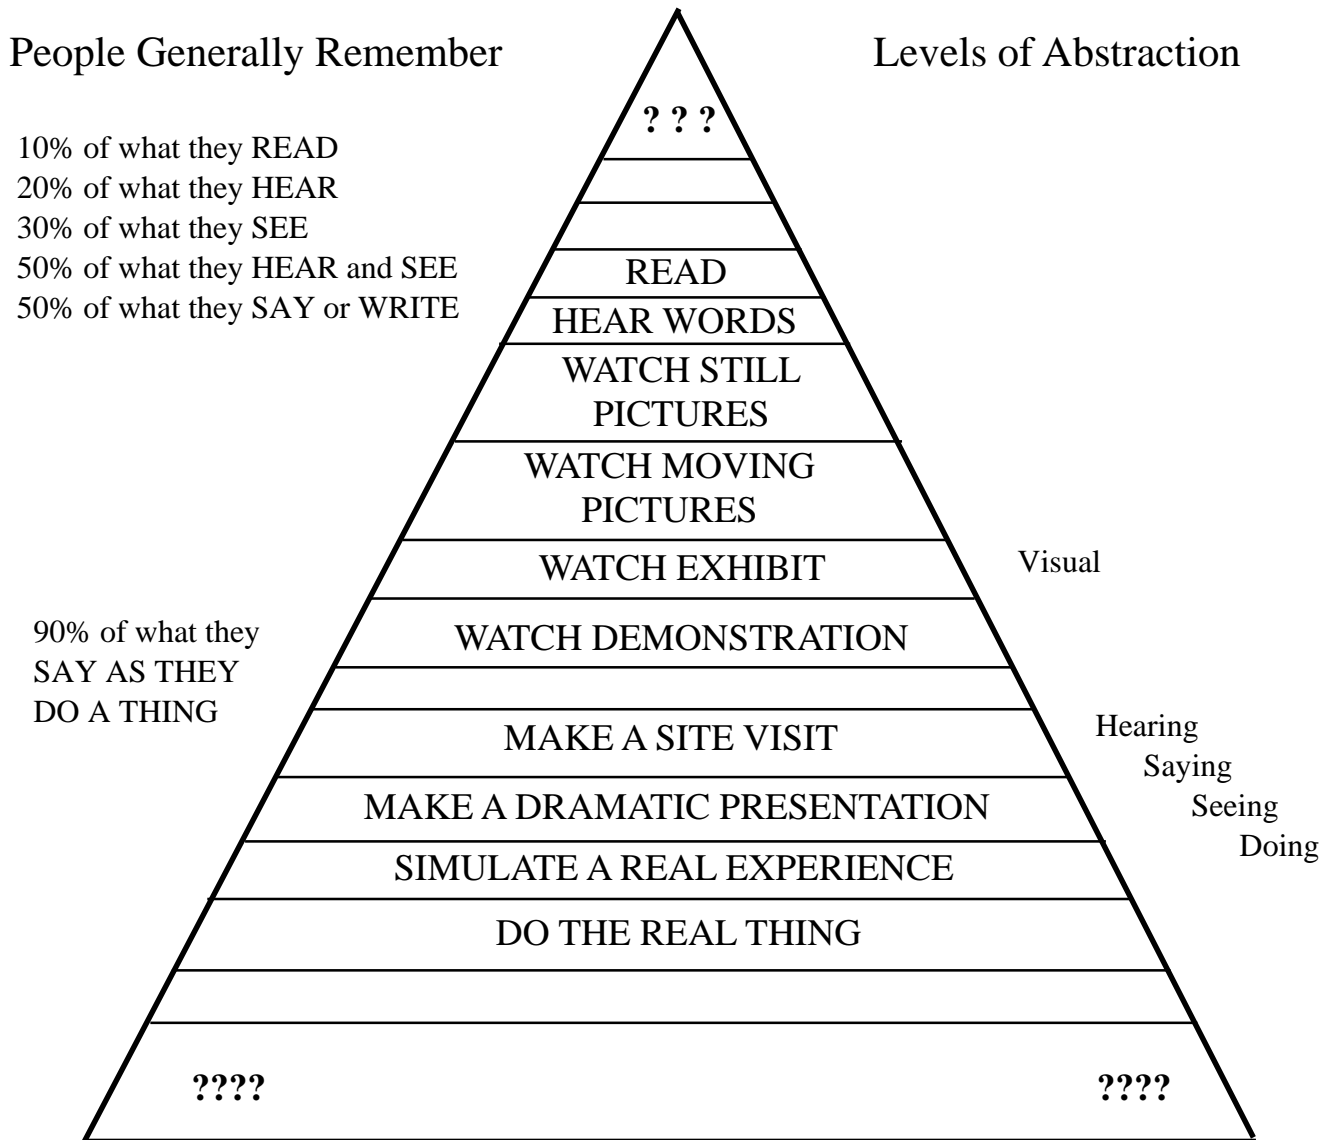 People Generally Remember
Levels of Abstraction
? ? ?
10% of what they READ
20% of what they HEAR
30% of what they SEE
50% of what they HEAR and SEE
50% of what they SAY or WRITE
READ
HEAR WORDS
WATCH STILL
PICTURES
WATCH MOVING
PICTURES
WATCH EXHIBIT
Visual
90% of what they
SAY AS THEY
DO A THING
WATCH DEMONSTRATION
MAKE A SITE VISIT
Hearing
Saying
Seeing
Doing
MAKE A DRAMATIC PRESENTATION
SIMULATE A REAL EXPERIENCE
DO THE REAL THING
????
????